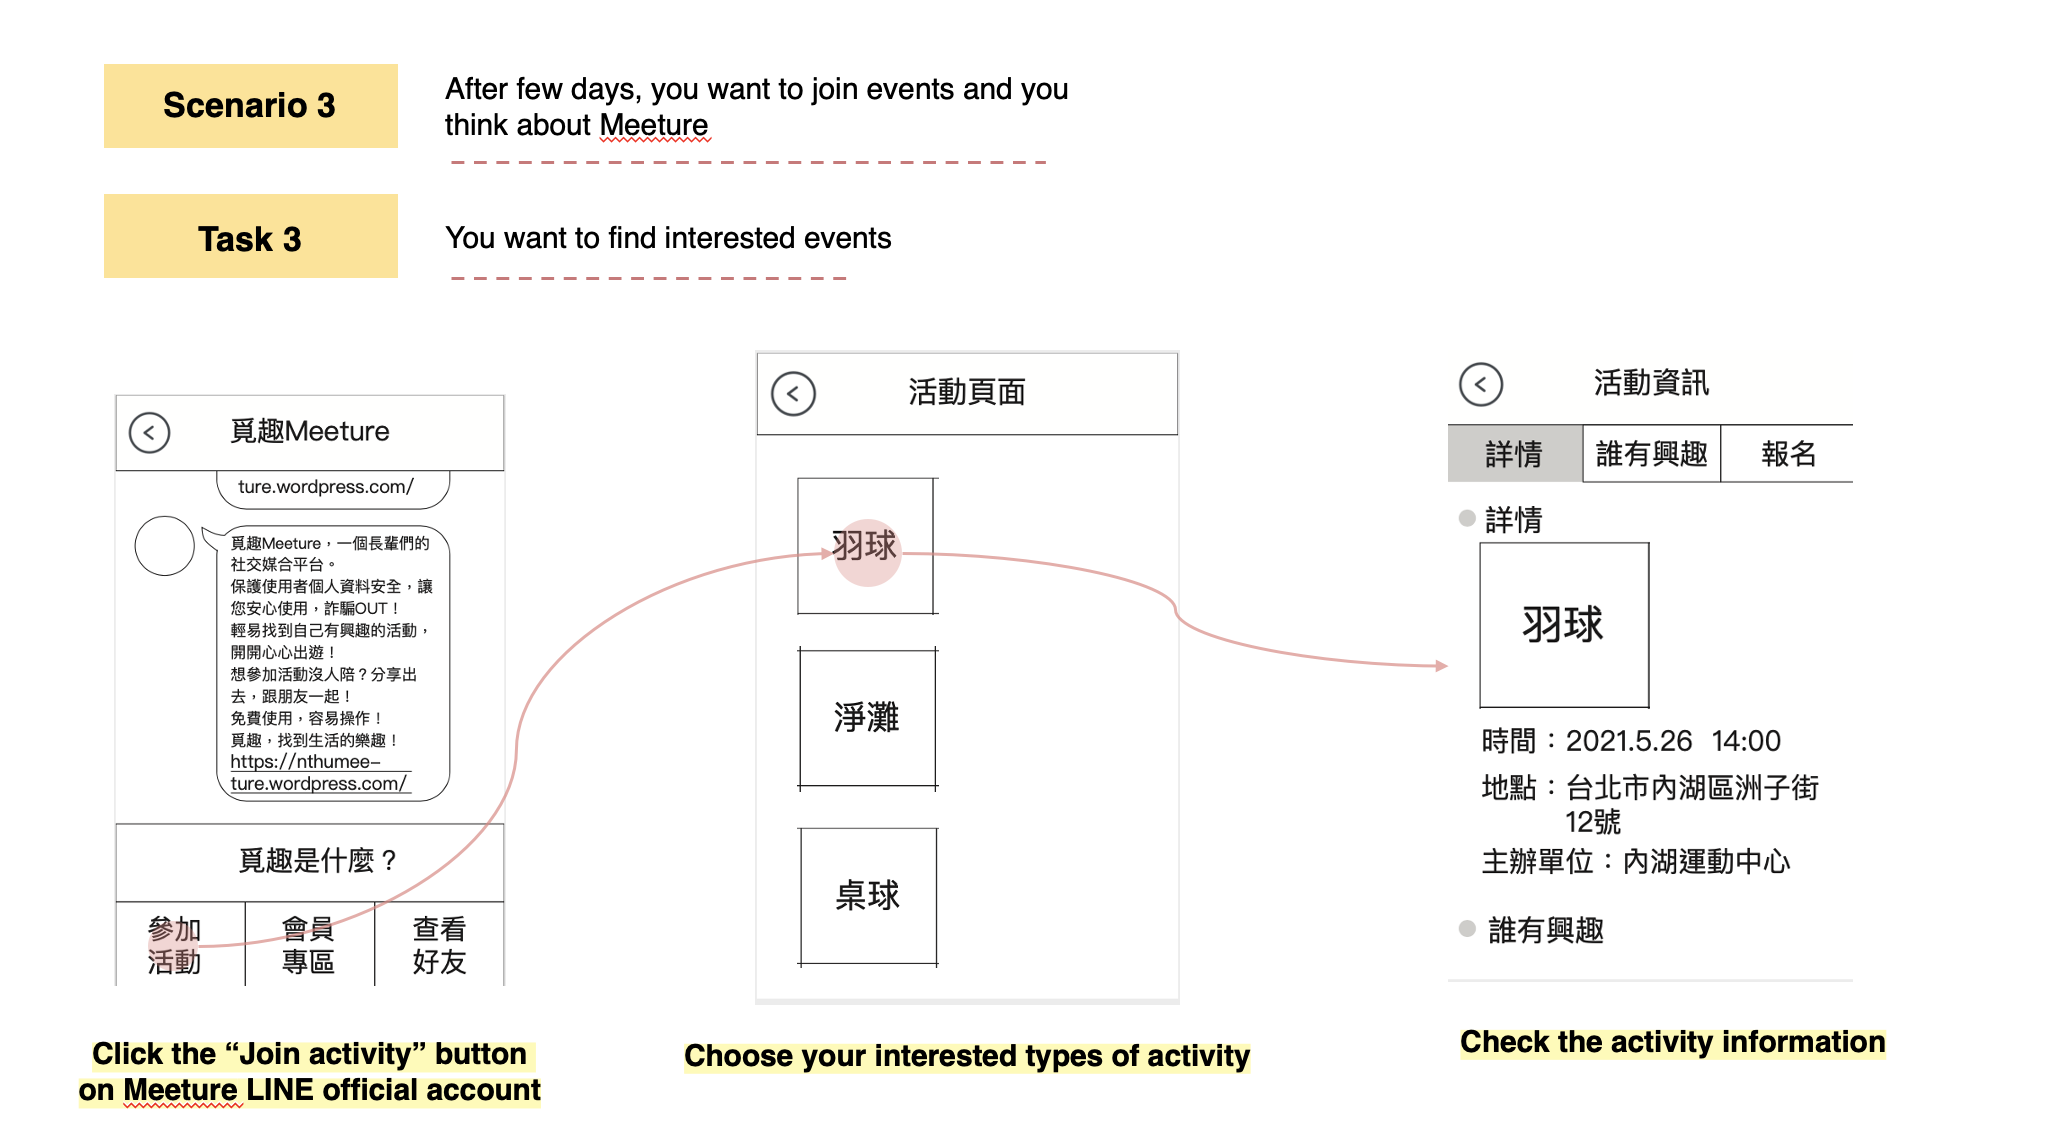 Scenario 3
After few days, you want to join events and you
think about Meeture
Task 3
You want to find interested events
覓趣Meeture
ture.wordpress.com/
覓趣Meeture，一個長輩們的
社交媒合平台。
保護使用者個人資料安全，讓
您安心使用，詐騙OUT！
輕易找到自己有興趣的活動，
開開心心出遊！
想參加活動沒人陪？分享出
去，跟朋友一起！
免費使用，容易操作！
覓趣，找到生活的樂趣！
https://nthumee-
ture.wordpress.com/
覓趣是什麼？
參加
活動
會員
專區
查看
好友
Click the “Join activity” button
on Meeture LINE official account
活動頁面
羽球
淨灘
桌球
Choose your interested types of activity
活動資訊
詳情
誰有興趣
報名
詳情
羽球
時間：2021.5.26 14:00
地點：台北市內湖區洲子街
12號
主辦單位：內湖運動中心
誰有興趣
Check the activity information